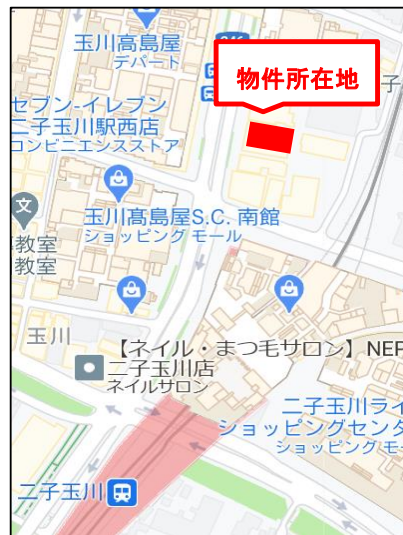 玉川高島屋
デパート
246
物件所在地
子
セブン-イレブン
二子玉川駅西店
コンビニエンスストア
文
教室
教室
玉川髙島屋S.C. 南館
ショッピング モール
玉川
【ネイル・まつ毛サロン】NEP
二子玉川店
ネイルサロン
二子玉川ライ
ショッピングセンタ
ショッピング モー
二子玉川